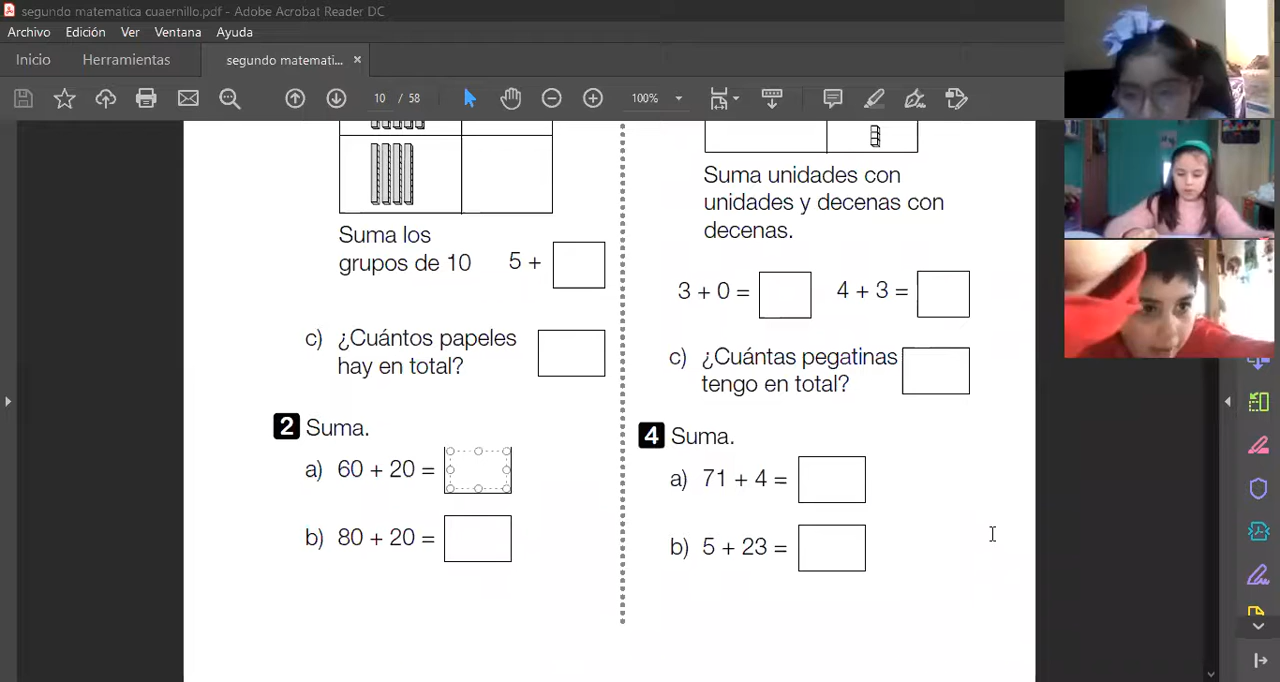 segundo matematica cuaernillo.pdf - Adobe Acrobat Reader DC
Archivo Edición Ver Ventana Ayuda
Inicio Herramientas segundo matemati... ×
10 / 58 100%
Suma los
grupos de 10 5 +
c) ¿Cuántos papeles
hay en total?
2 Suma.
a) 60 + 20 =
b) 80 + 20 =
Suma unidades con
unidades y decenas con
decenas.
3 + 0 = 4 + 3 =
c) ¿Cuántas pegatinas
tengo en total?
4 Suma.
a) 71 + 4 =
b) 5 + 23 =